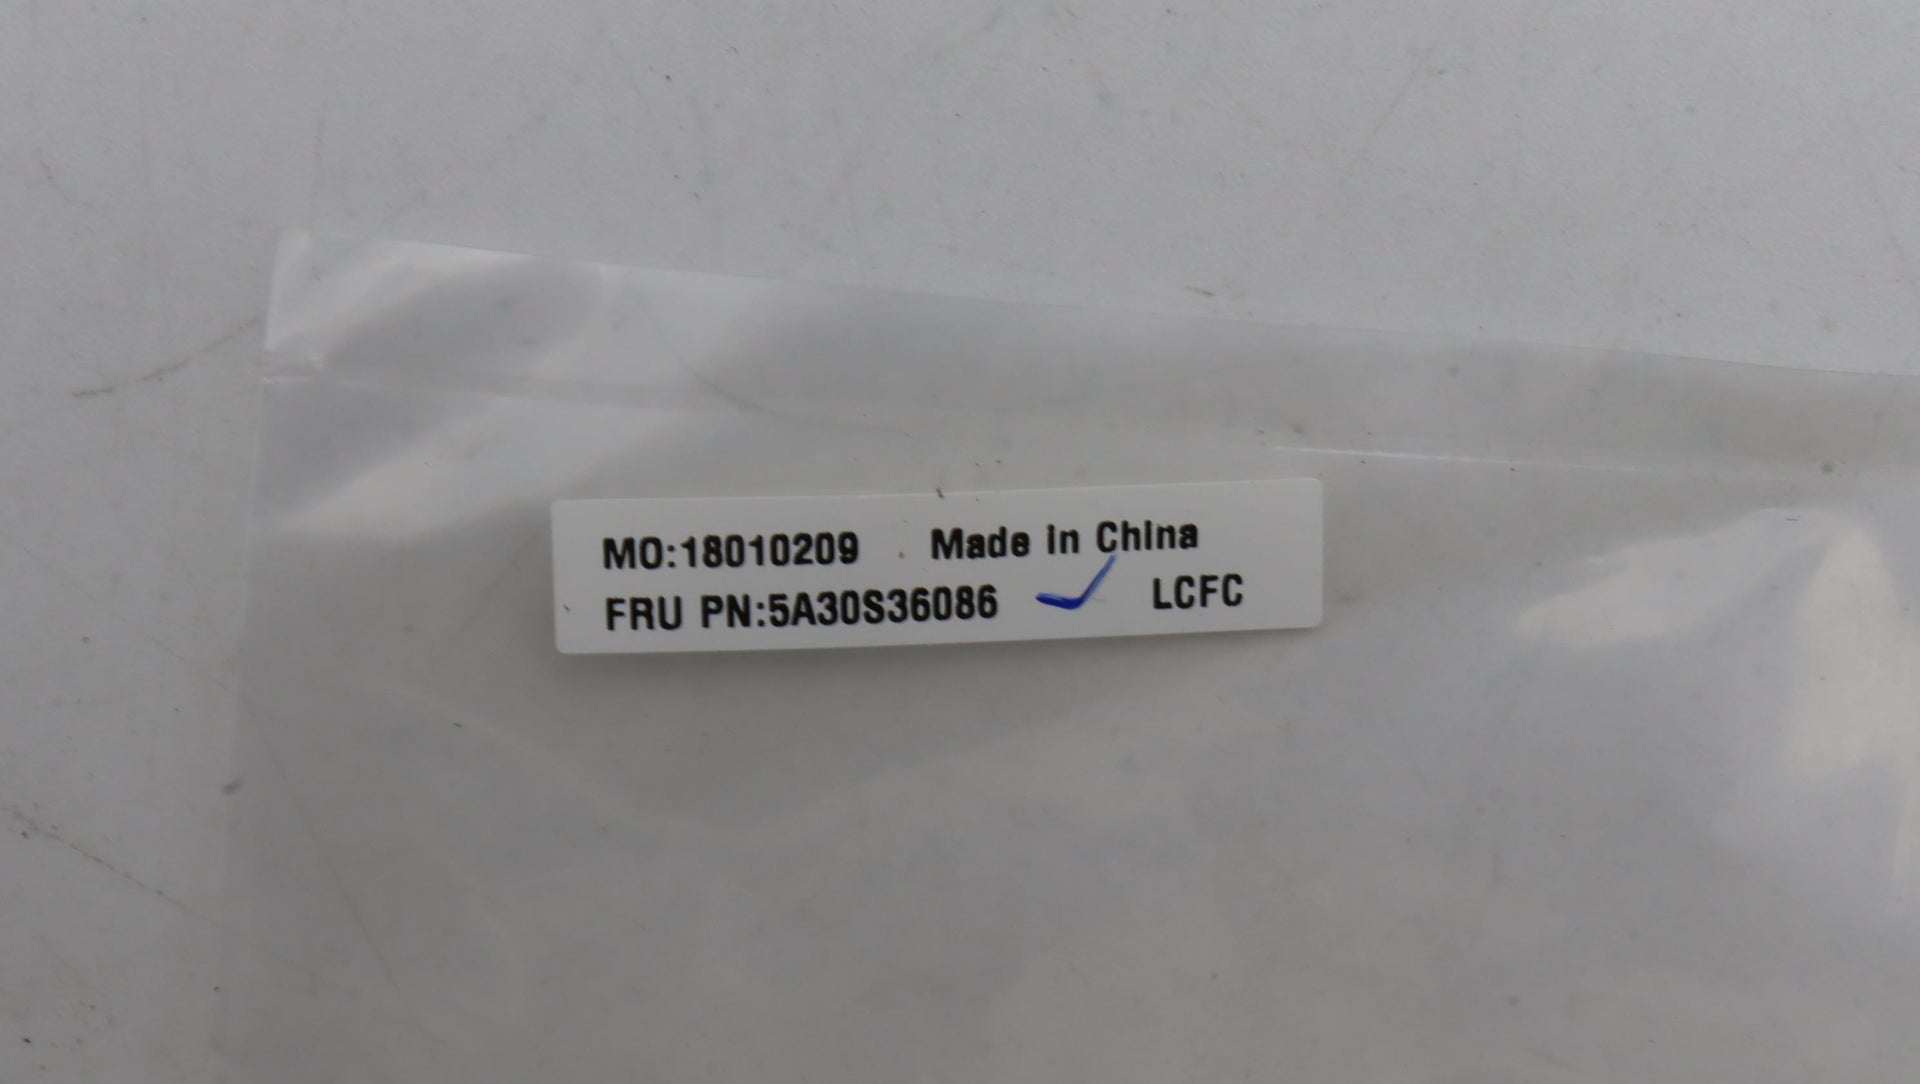 MO:18010209 Made in China
FRU PN:5A30S36086 LCFC